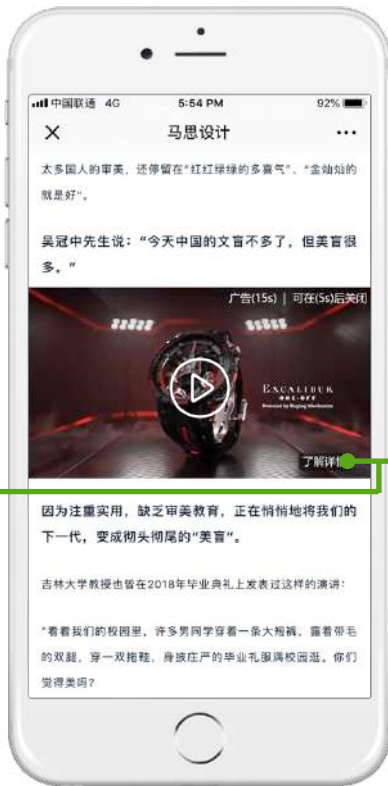 中国联通 4G 5:54 PM 92%
马思设计
太多国人的审美，还停留在“红红绿绿的多喜气”、“金灿灿的
就是好”。
吴冠中先生说：“今天中国的文盲不多了，但美盲很
多。”
广告(15s) | 可在(5s)后关闭
EXCALIBUR
ONE-OFF
了解详情
因为注重实用，缺乏审美教育，正在悄悄地将我们的
下一代，变成彻头彻尾的“美盲”。
吉林大学教授也曾在2018年毕业典礼上发表过这样的演讲：
“看看我们的校园里，许多男同学穿着一条大短裤，露着带毛
的双腿，穿一双拖鞋，身披庄严的毕业礼服满校园逛，你们
觉得美吗？